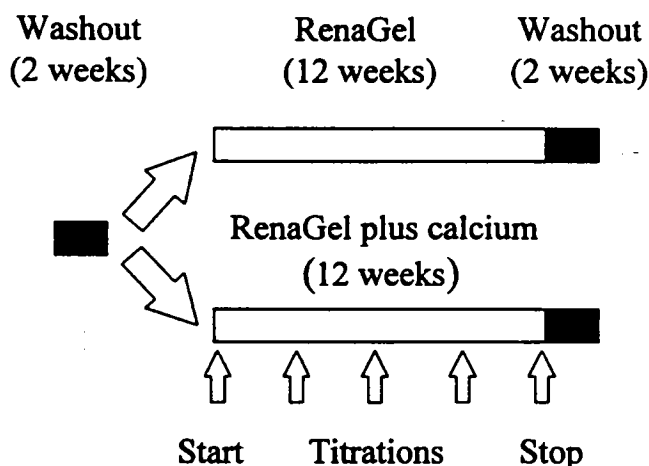 Washout
(2 weeks)
RenaGel
(12 weeks)
Washout
(2 weeks)
RenaGel plus calcium
(12 weeks)
Start
Titrations
Stop